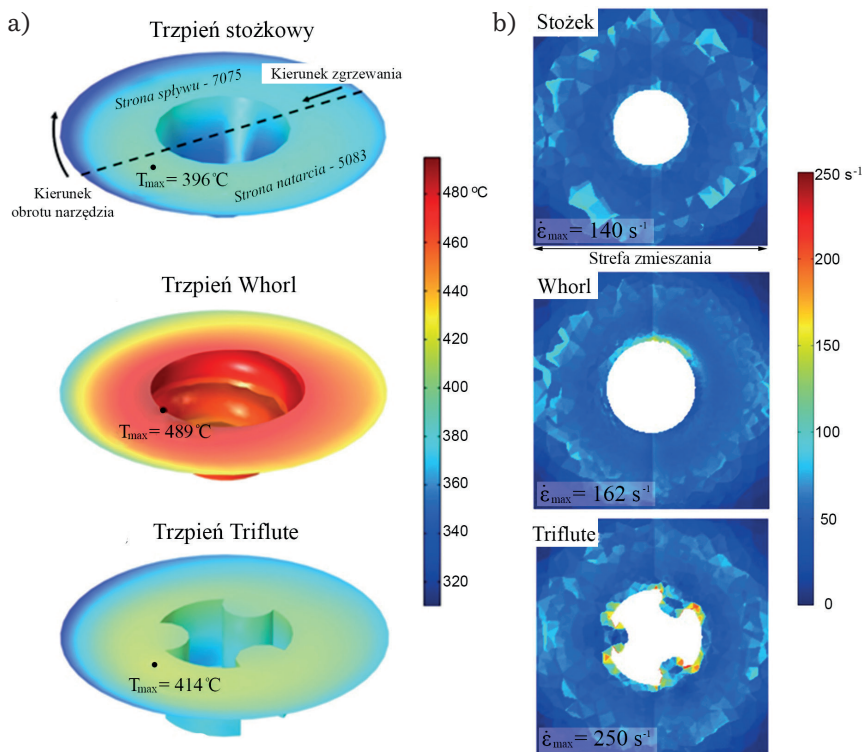 a)
Trzpień stożkowy
Kierunek zgrzewania
Strona spływu - 7075
Strona natarcia - 5083
Tmax = 396 °C
Kierunek
obrotu narzędzia
Trzpień Whorl
Tmax = 489 °C
Trzpień Triflute
Tmax = 414 °C
480 ºC
460
440
420
400
380
360
340
320
b)
Stożek
ε̇max = 140 s-1
Strefa zmieszania
Whorl
ε̇max = 162 s-1
Triflute
ε̇max = 250 s-1
250 s-1
200
150
100
50
0